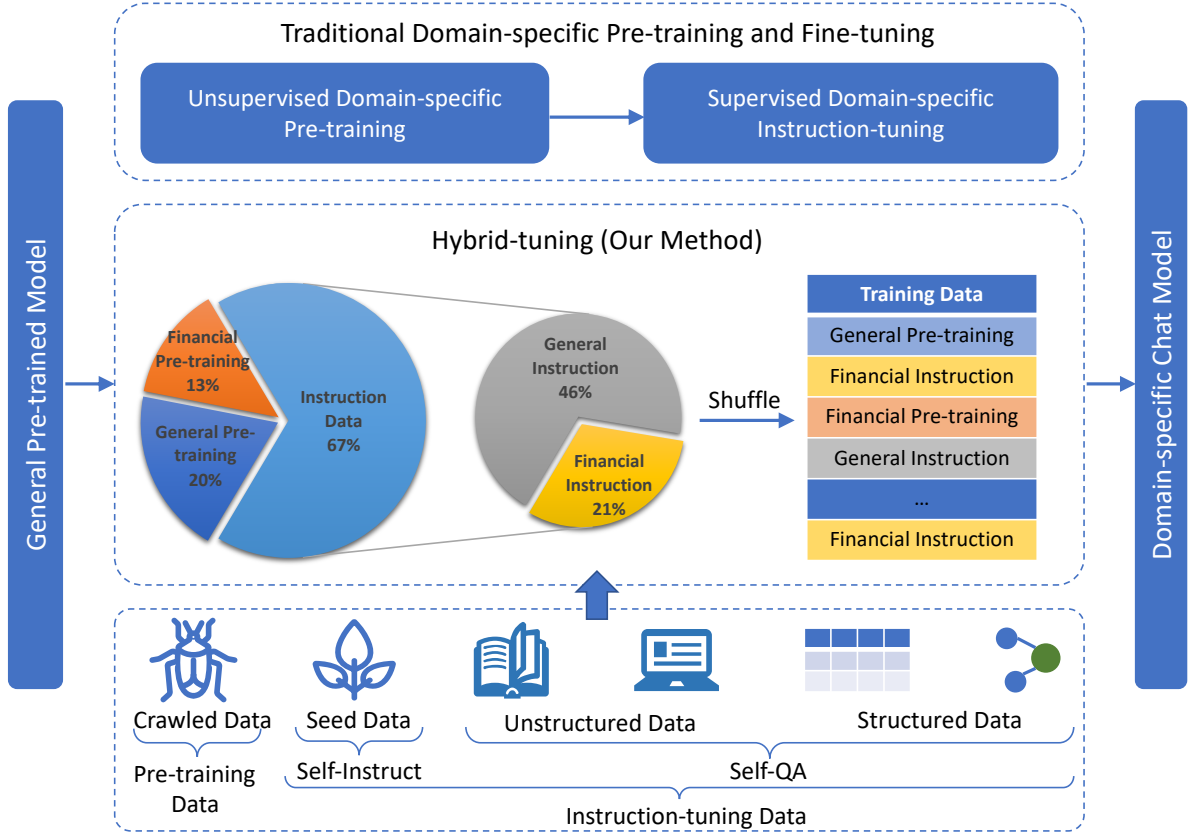 Traditional Domain-specific Pre-training and Fine-tuning
Unsupervised Domain-specific
Pre-training
Supervised Domain-specific
Instruction-tuning
General Pre-trained Model
Hybrid-tuning (Our Method)
Financial
Pre-training
13%
General Pre-
training
20%
Instruction
Data
67%
General
Instruction
46%
Financial
Instruction
21%
Shuffle
Training Data
General Pre-training
Financial Instruction
Financial Pre-training
General Instruction
...
Financial Instruction
Domain-specific Chat Model
Crawled Data
Seed Data
Unstructured Data
Structured Data
Pre-training
Data
Self-Instruct
Self-QA
Instruction-tuning Data